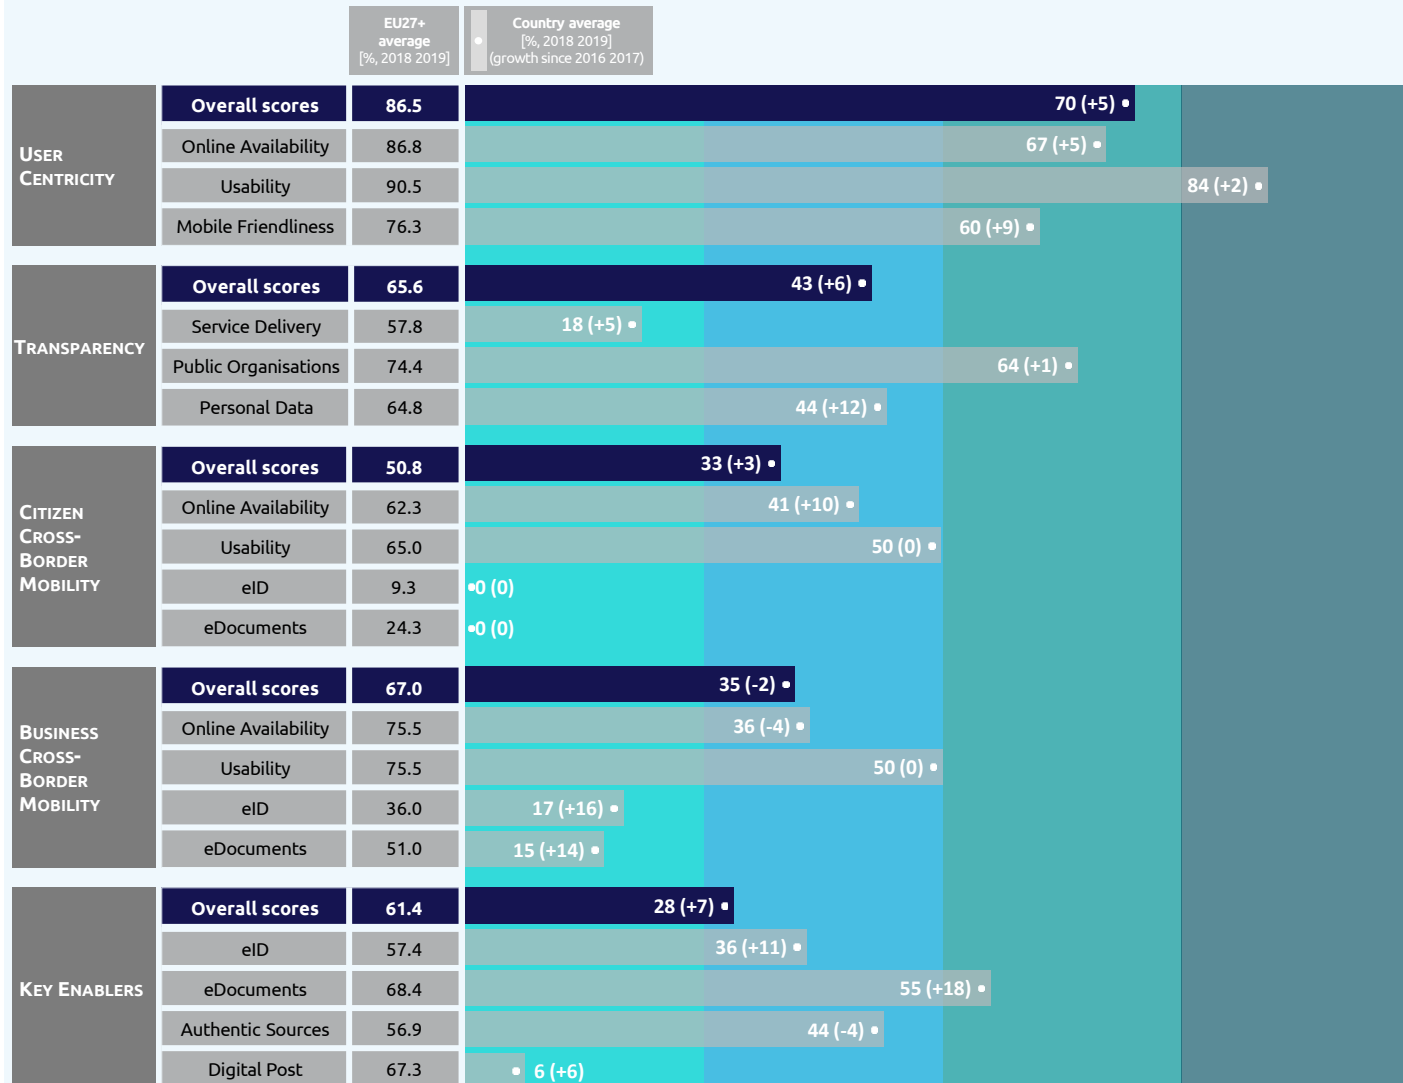 EU27+
average
[%, 2018 2019]
Country average
[%, 2018 2019]
(growth since 2016 2017)
USER
CENTRICITY
Overall scores 86.5 70 (+5)
Online Availability 86.8 67 (+5)
Usability 90.5 84 (+2)
Mobile Friendliness 76.3 60 (+9)
TRANSPARENCY
Overall scores 65.6 43 (+6)
Service Delivery 57.8 18 (+5)
Public Organisations 74.4 64 (+1)
Personal Data 64.8 44 (+12)
CITIZEN
CROSS-
BORDER
MOBILITY
Overall scores 50.8 33 (+3)
Online Availability 62.3 41 (+10)
Usability 65.0 50 (0)
eID 9.3 0 (0)
eDocuments 24.3 0 (0)
BUSINESS
CROSS-
BORDER
MOBILITY
Overall scores 67.0 35 (-2)
Online Availability 75.5 36 (-4)
Usability 75.5 50 (0)
eID 36.0 17 (+16)
eDocuments 51.0 15 (+14)
KEY ENABLERS
Overall scores 61.4 28 (+7)
eID 57.4 36 (+11)
eDocuments 68.4 55 (+18)
Authentic Sources 56.9 44 (-4)
Digital Post 67.3 6 (+6)